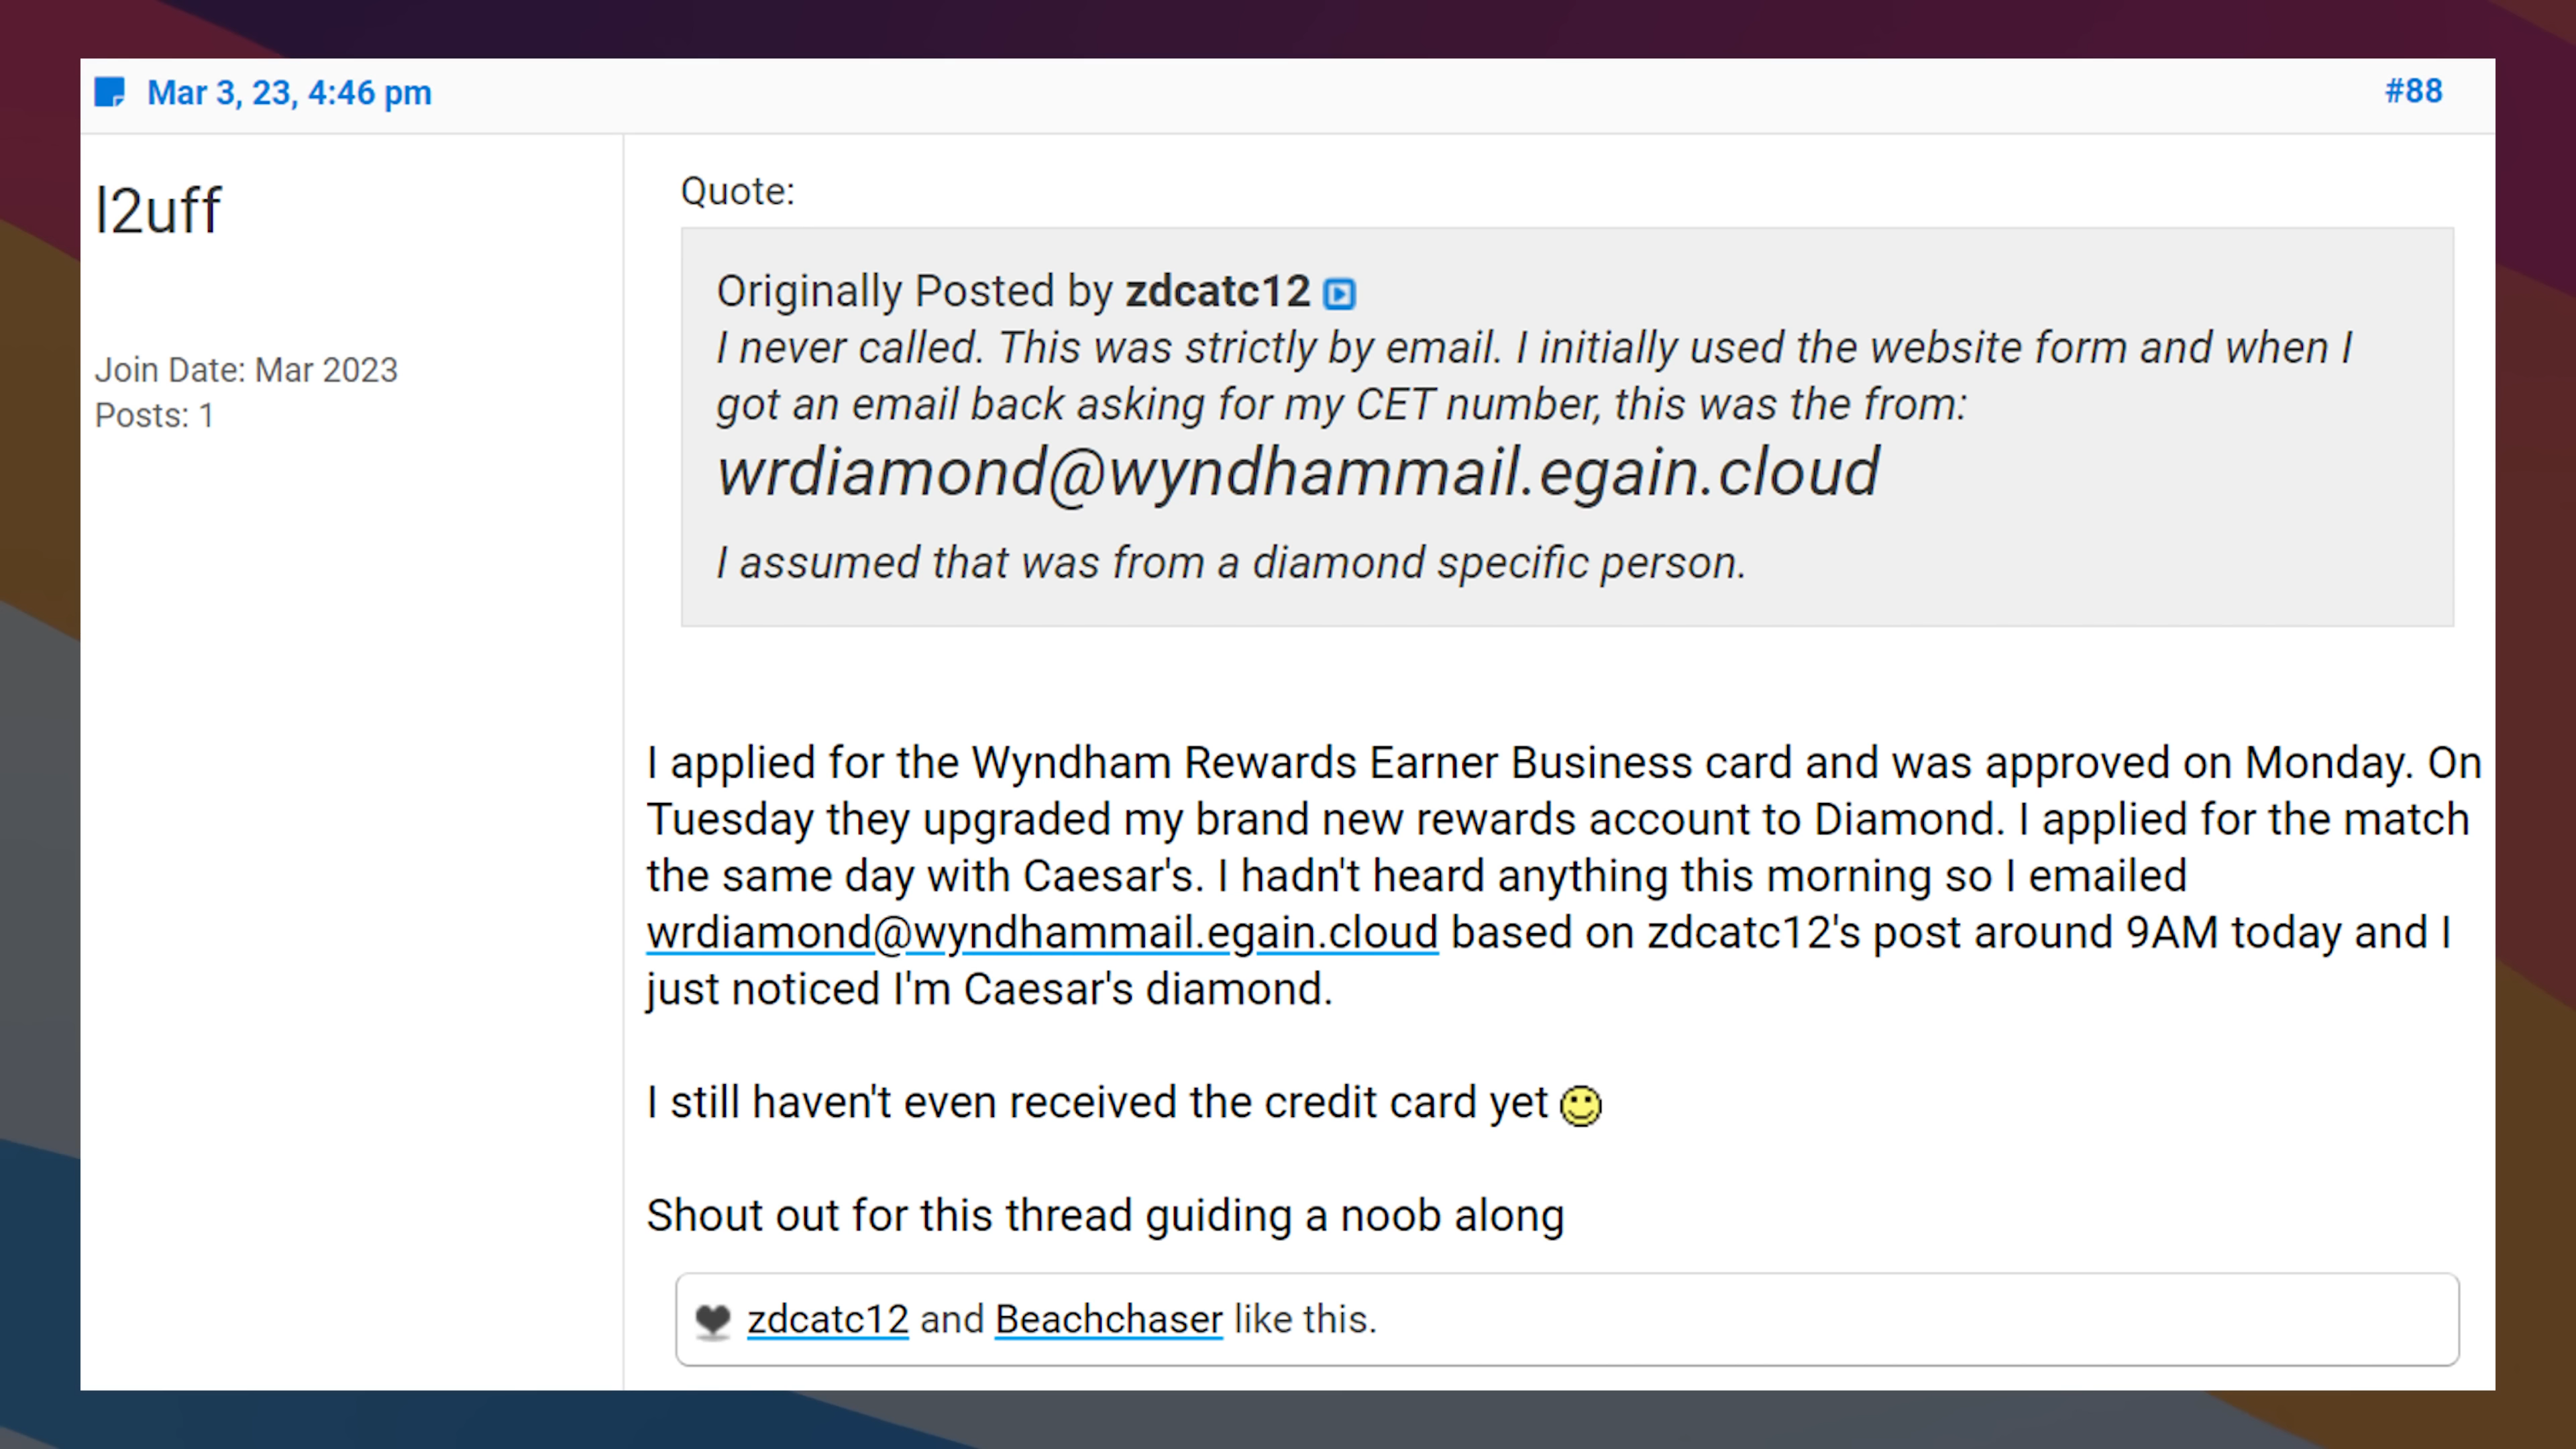 Mar 3, 23, 4:46 pm
#88
l2uff
Join Date: Mar 2023
Posts: 1
Quote:
Originally Posted by zdcatc12
I never called. This was strictly by email. I initially used the website form and when I
got an email back asking for my CET number, this was the from:
wrdiamond@wyndhammail.egain.cloud
I assumed that was from a diamond specific person.
I applied for the Wyndham Rewards Earner Business card and was approved on Monday. On
Tuesday they upgraded my brand new rewards account to Diamond. I applied for the match
the same day with Caesar's. I hadn't heard anything this morning so I emailed
wrdiamond@wyndhammail.egain.cloud based on zdcatc12's post around 9AM today and I
just noticed I'm Caesar's diamond.
I still haven't even received the credit card yet
Shout out for this thread guiding a noob along
zdcatc12 and Beachchaser like this.